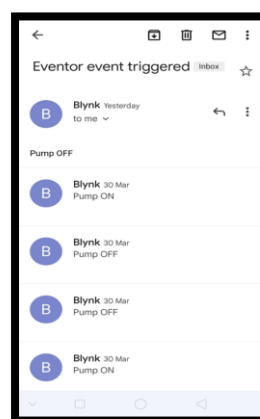 Eventor event triggered Inbox
B Blynk Yesterday
to me
Pump OFF
B Blynk 30 Mar
Pump ON
B Blynk 30 Mar
Pump OFF
B Blynk 30 Mar
Pump OFF
B Blynk 30 Mar
Pump ON